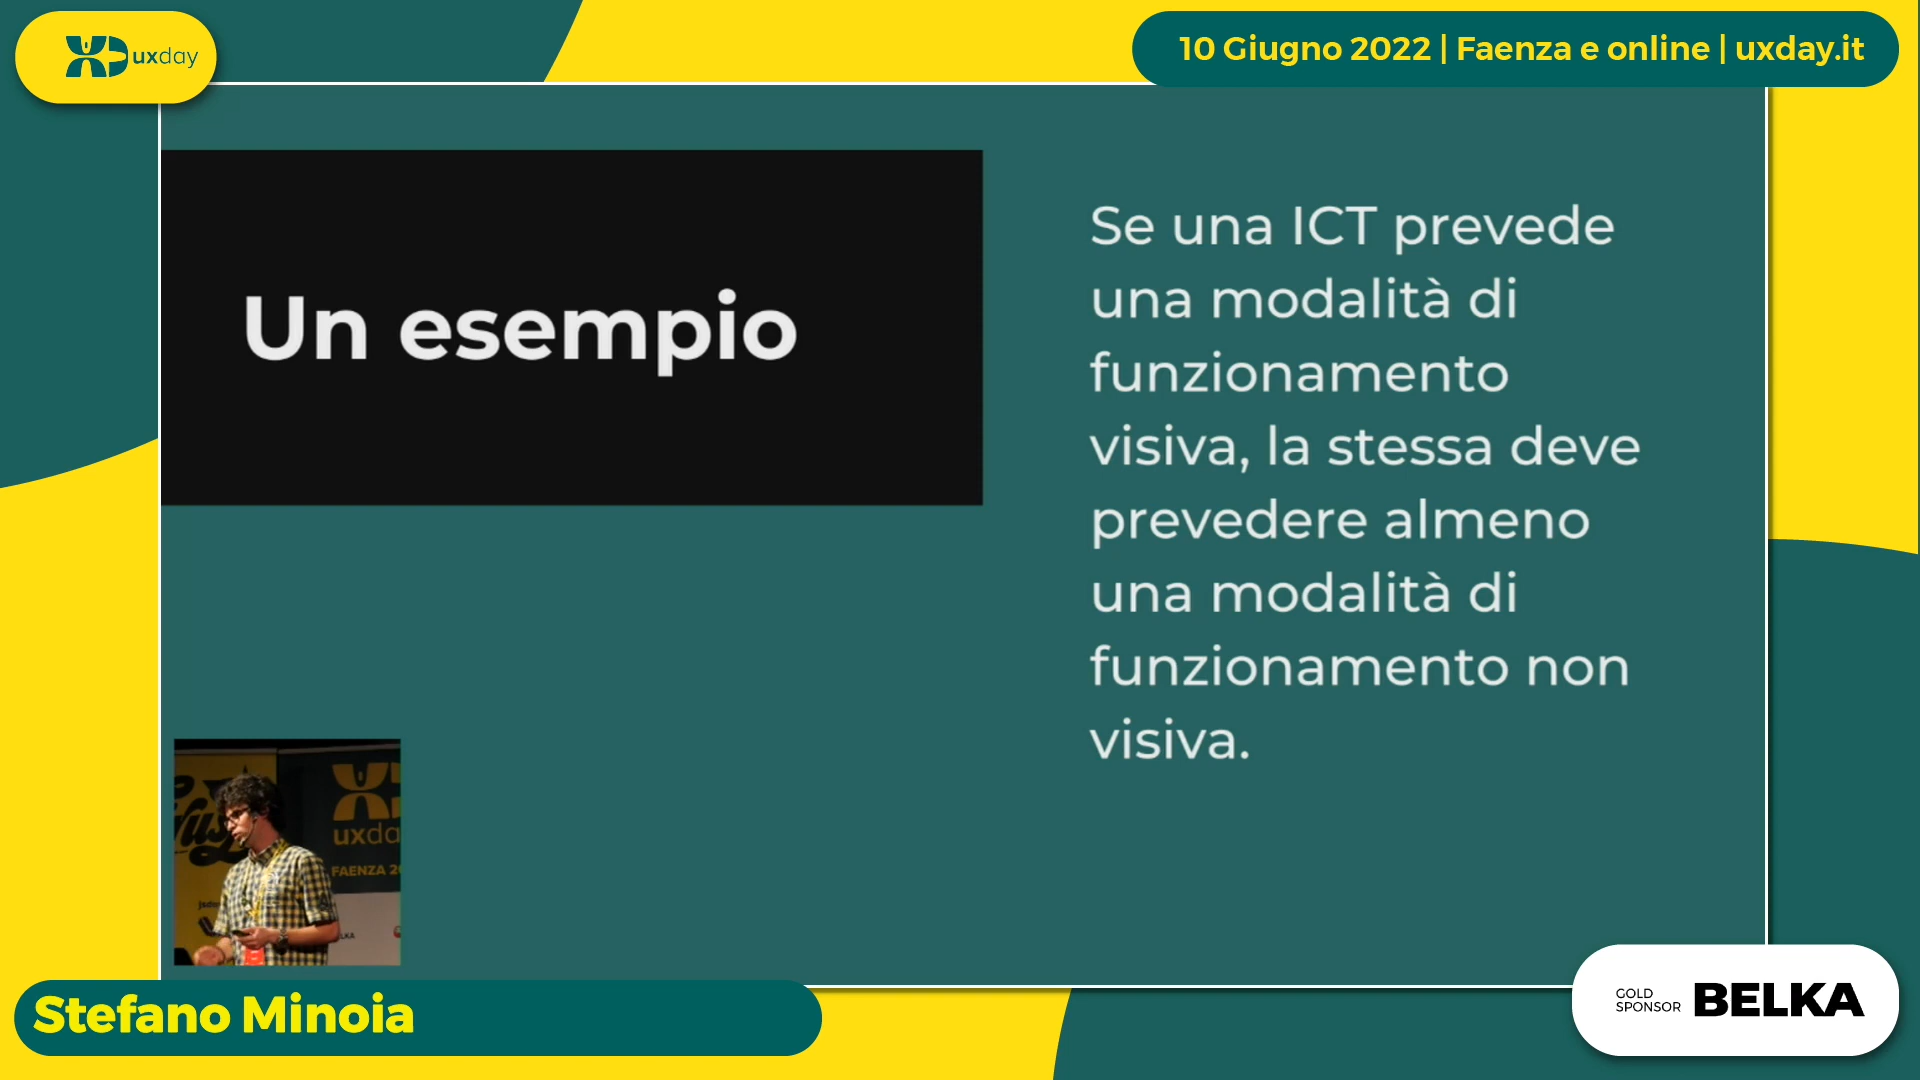 uxday
10 Giugno 2022 | Faenza e online | uxday.it
Un esempio
Se una ICT prevede
una modalità di
funzionamento
visiva, la stessa deve
prevedere almeno
una modalità di
funzionamento non
visiva.
uxda
FAENZA 20
Stefano Minoia
GOLD
SPONSOR
BELKA